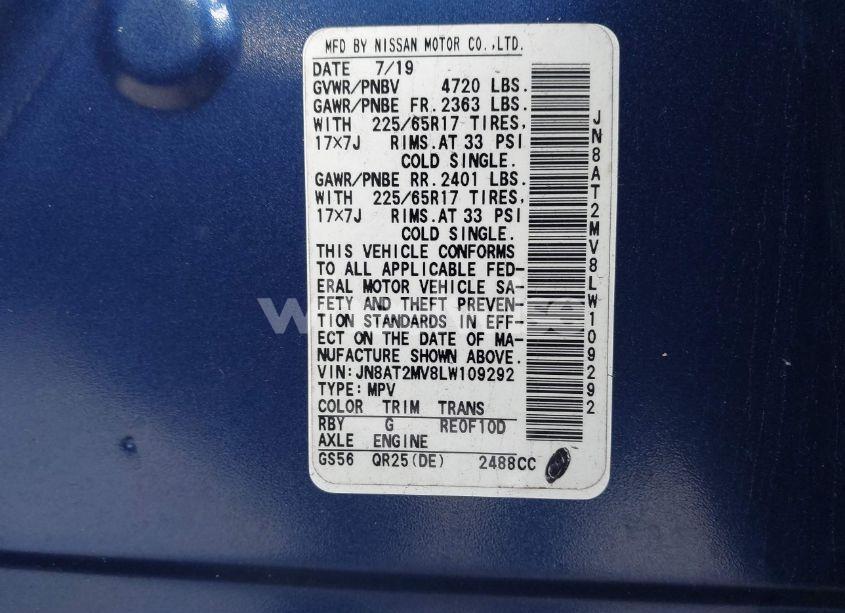 MFD BY NISSAN MOTOR CO.,LTD.
DATE 7/19
GVWR/PNBV 4720 LBS.
GAWR/PNBE FR.2363 LBS.
WITH 225/65R17 TIRES,
17×7J RIMS.AT 33 PSI
COLD SINGLE.
GAWR/PNBE RR.2401 LBS.
WITH 225/65R17 TIRES,
17×7J RIMS.AT 33 PSI
COLD SINGLE.
THIS VEHICLE CONFORMS
TO ALL APPLICABLE FED-
ERAL MOTOR VEHICLE SA-
FETY AND THEFT PREVEN-
TION STANDARDS IN EFF-
ECT ON THE DATE OF MA-
NUFACTURE SHOWN ABOVE.
VIN:JN8AT2MV8LW109292
TYPE:MPV
COLOR TRIM TRANS
RBY G RE0F10D
AXLE ENGINE
GS56 QR25(DE) 2488CC
JN8AT2MV8LW109292